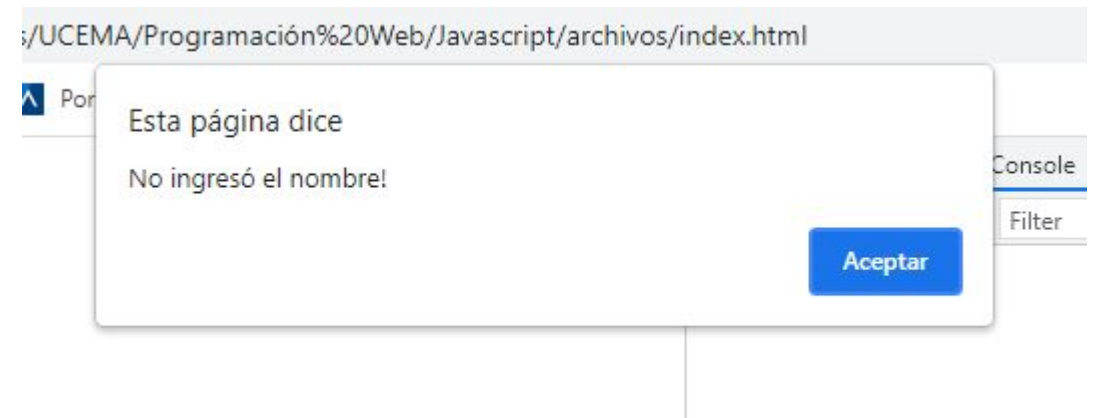 s/UCEMA/Programación%20Web/Javascript/archivos/index.html
Por
Esta página dice
No ingresó el nombre!
Console
Filter
Aceptar